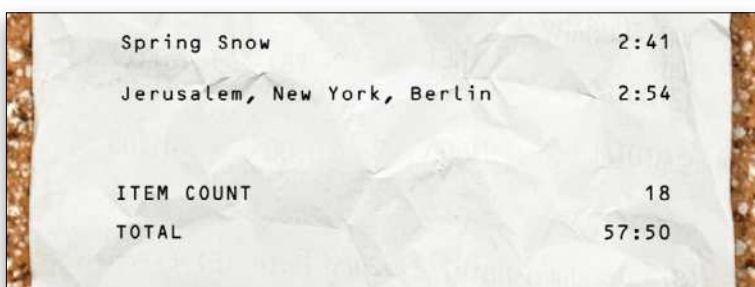 Spring Snow 2:41
Jerusalem, New York, Berlin 2:54
ITEM COUNT 18
TOTAL 57:50